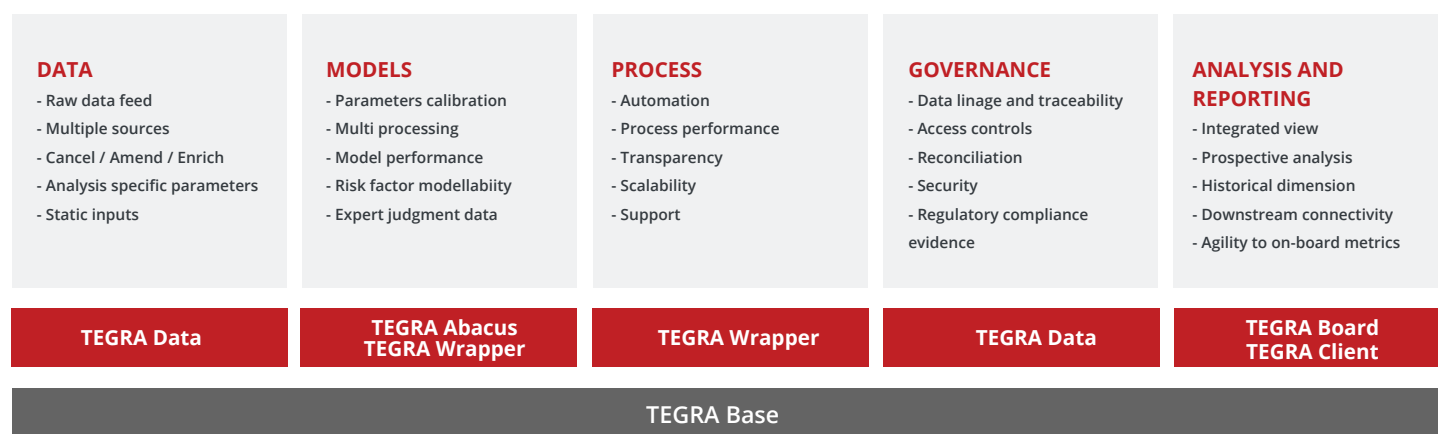 DATA
- Raw data feed
- Multiple sources
- Cancel / Amend / Enrich
- Analysis specific parameters
- Static inputs
MODELS
- Parameters calibration
- Multi processing
- Model performance
- Risk factor modellabiity
- Expert judgment data
PROCESS
- Automation
- Process performance
- Transparency
- Scalability
- Support
GOVERNANCE
- Data linage and traceability
- Access controls
- Reconciliation
- Security
- Regulatory compliance
evidence
ANALYSIS AND
REPORTING
- Integrated view
- Prospective analysis
- Historical dimension
- Downstream connectivity
- Agility to on-board metrics
TEGRA Data
TEGRA Abacus
TEGRA Wrapper
TEGRA Wrapper
TEGRA Data
TEGRA Board
TEGRA Client
TEGRA Base